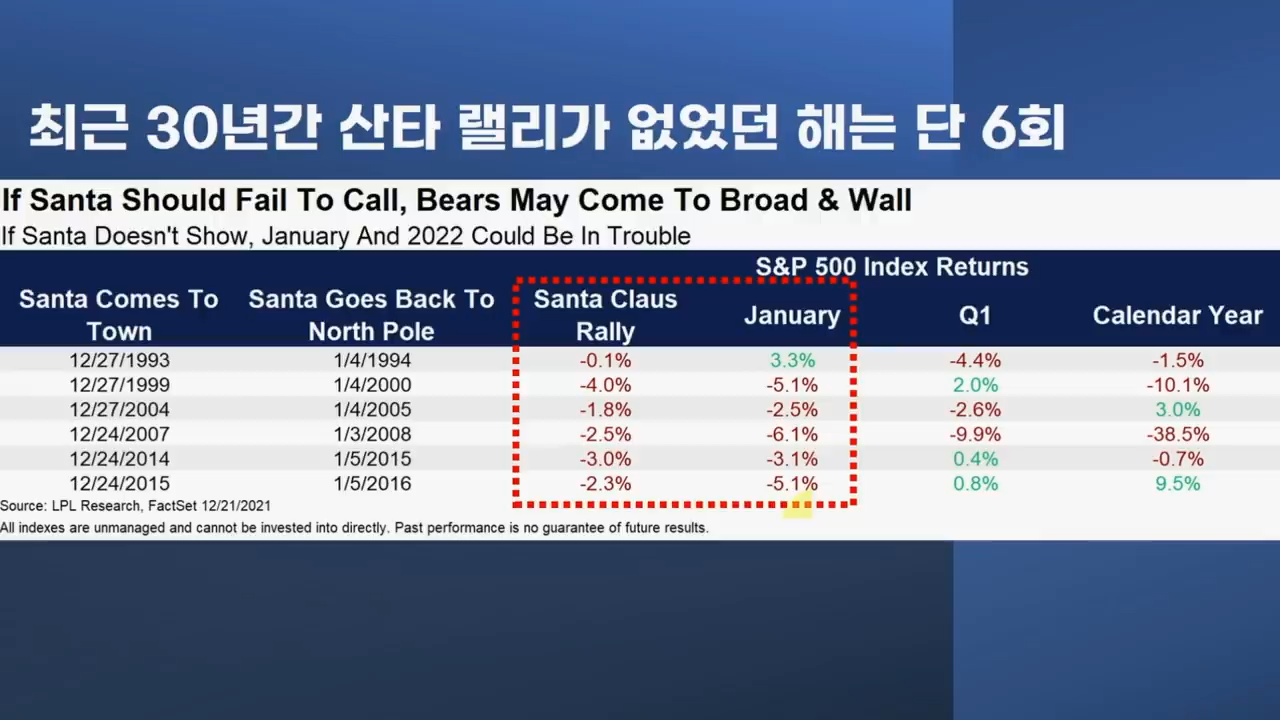 최근 30년간 산타 랠리가 없었던 해는 단 6회
If Santa Should Fail To Call, Bears May Come To Broad & Wall
If Santa Doesn't Show, January And 2022 Could Be In Trouble
S&P 500 Index Returns
Santa Comes To Town Santa Goes Back To North Pole Santa Claus Rally January Q1 Calendar Year
12/27/1993 1/4/1994 -0.1% 3.3% -4.4% -1.5%
12/27/1999 1/4/2000 -4.0% -5.1% 2.0% -10.1%
12/27/2004 1/4/2005 -1.8% -2.5% -2.6% 3.0%
12/24/2007 1/3/2008 -2.5% -6.1% -9.9% -38.5%
12/24/2014 1/5/2015 -3.0% -3.1% 0.4% -0.7%
12/24/2015 1/5/2016 -2.3% -5.1% 0.8% 9.5%
Source: LPL Research, FactSet 12/21/2021
All indexes are unmanaged and cannot be invested into directly. Past performance is no guarantee of future results.